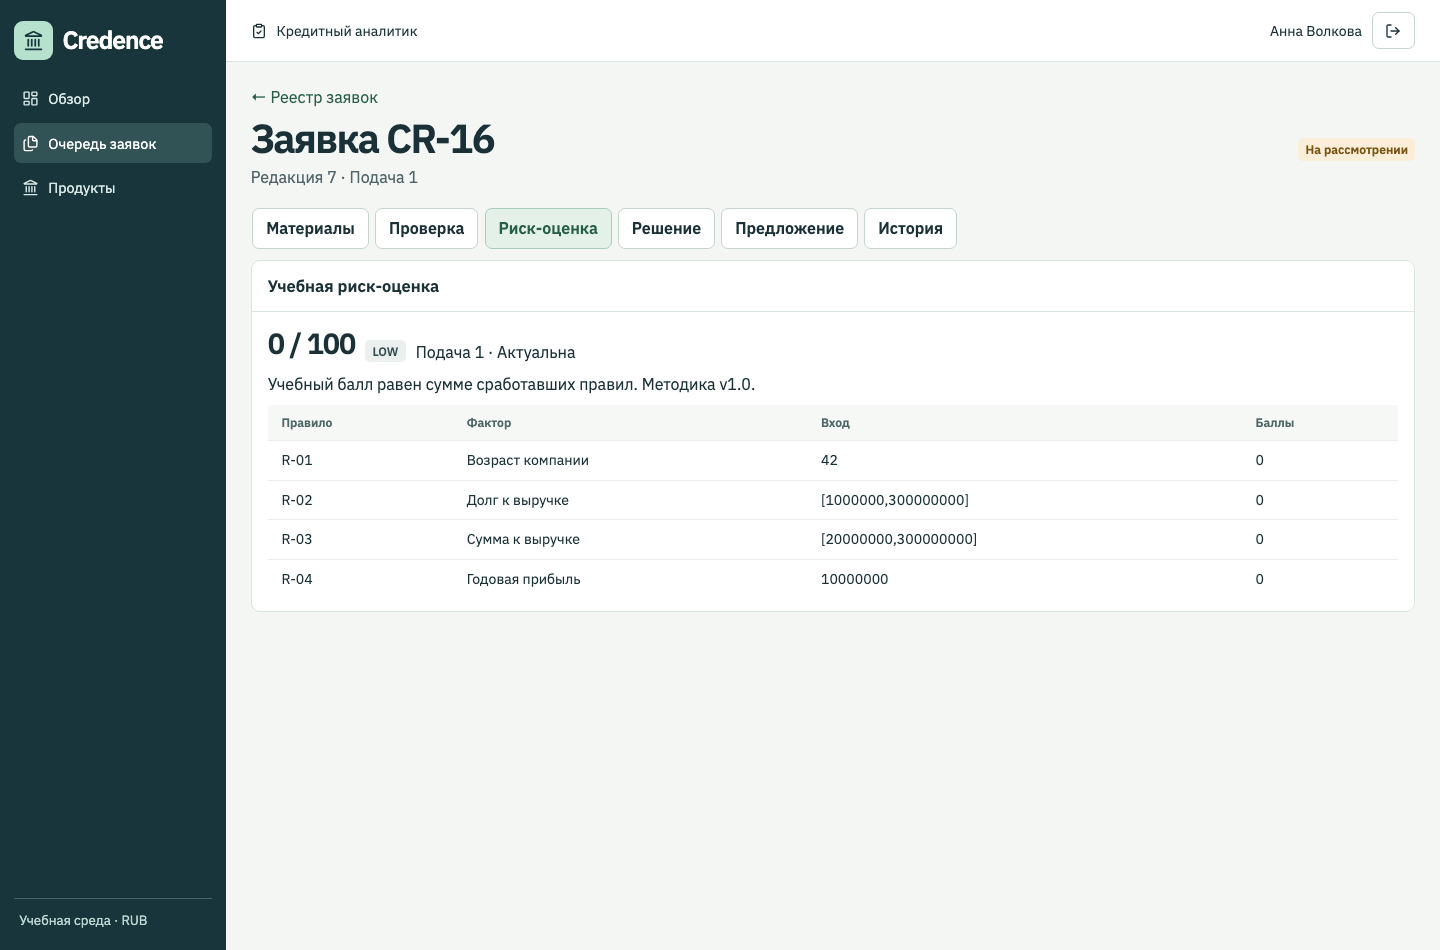 Credence
Обзор
Очередь заявок
Продукты
Учебная среда · RUB
Кредитный аналитик
Анна Волкова
← Реестр заявок
Заявка CR-16
На рассмотрении
Редакция 7 · Подача 1
Материалы Проверка Риск-оценка Решение Предложение История
Учебная риск-оценка
0 / 100 LOW Подача 1 · Актуальна
Учебный балл равен сумме сработавших правил. Методика v1.0.
Правило Фактор Вход Баллы
R-01 Возраст компании 42 0
R-02 Долг к выручке [1000000,300000000] 0
R-03 Сумма к выручке [20000000,300000000] 0
R-04 Годовая прибыль 10000000 0